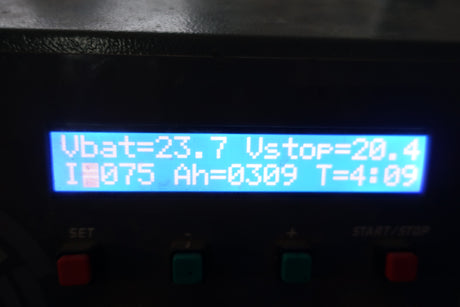 Vbat=23.7 Vstop=20.4
I=075 Ah=0309 T=4:09
SET - + START/STOP